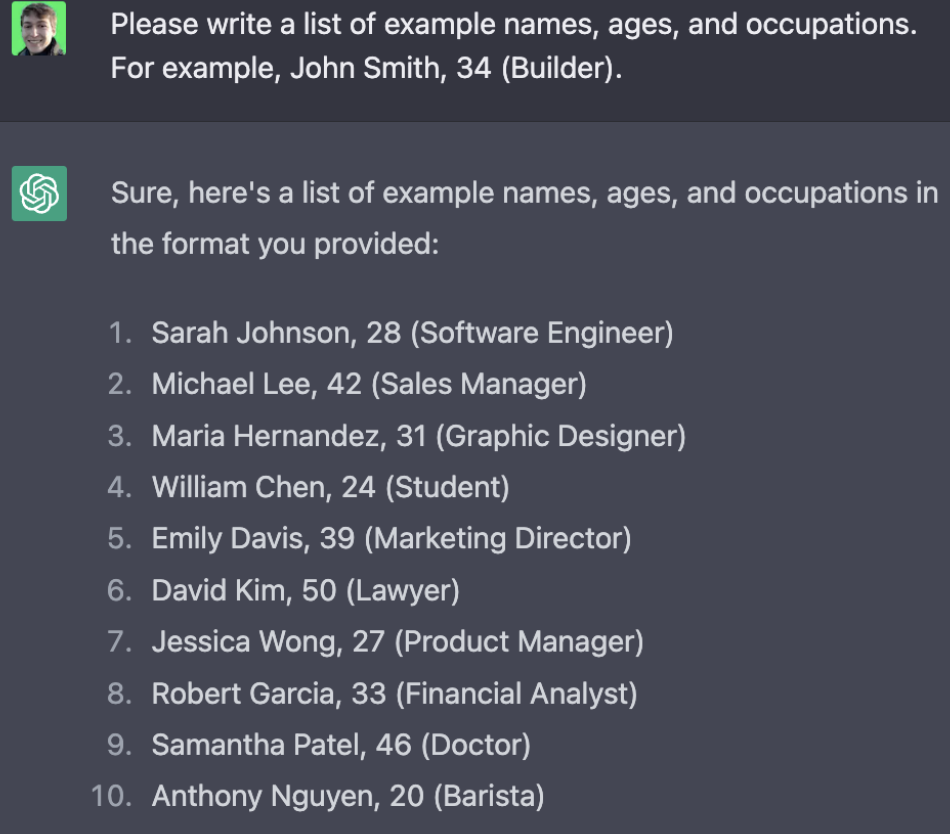 Please write a list of example names, ages, and occupations.
For example, John Smith, 34 (Builder).
Sure, here's a list of example names, ages, and occupations in
the format you provided:
1. Sarah Johnson, 28 (Software Engineer)
2. Michael Lee, 42 (Sales Manager)
3. Maria Hernandez, 31 (Graphic Designer)
4. William Chen, 24 (Student)
5. Emily Davis, 39 (Marketing Director)
6. David Kim, 50 (Lawyer)
7. Jessica Wong, 27 (Product Manager)
8. Robert Garcia, 33 (Financial Analyst)
9. Samantha Patel, 46 (Doctor)
10. Anthony Nguyen, 20 (Barista)